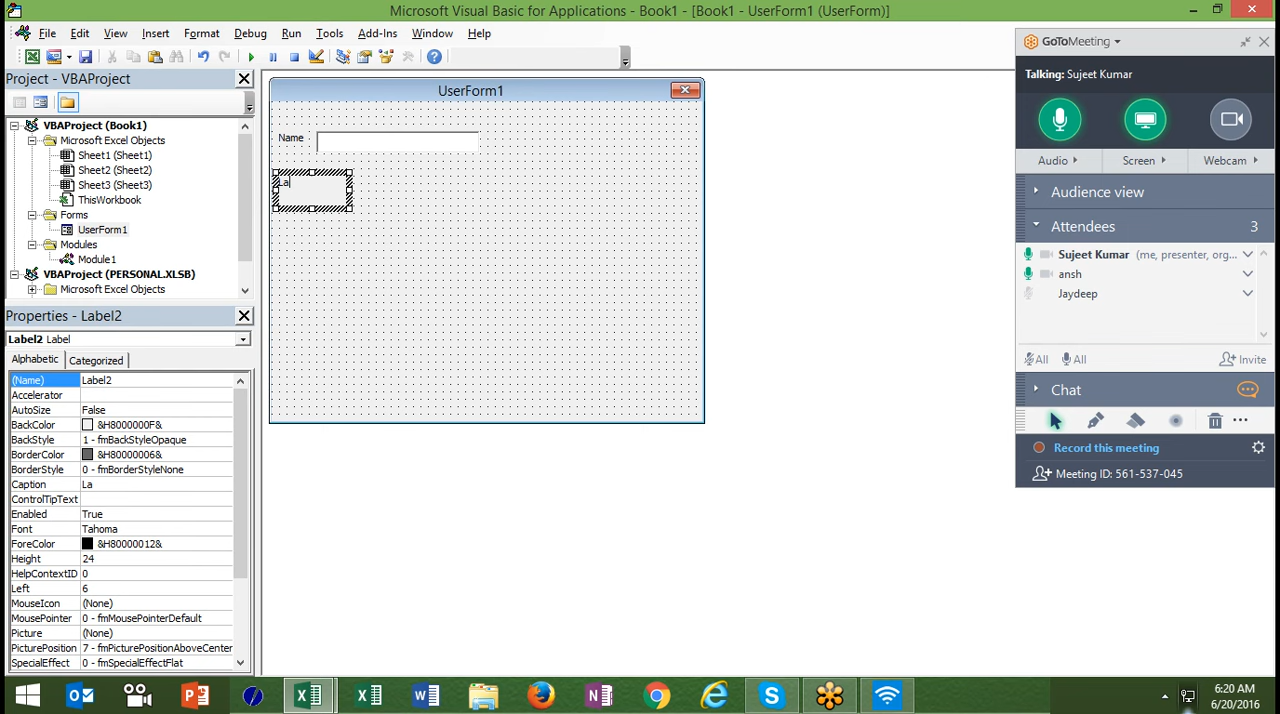 Microsoft Visual Basic for Applications - Book1 - [Book1 - UserForm1 (UserForm)]
File Edit View Insert Format Debug Run Tools Add-Ins Window Help
Project - VBAProject
VBAProject (Book1)
Microsoft Excel Objects
Sheet1 (Sheet1)
Sheet2 (Sheet2)
Sheet3 (Sheet3)
ThisWorkbook
Forms
UserForm1
Modules
Module1
VBAProject (PERSONAL.XLSB)
Microsoft Excel Objects
Properties - Label2
Label2 Label
Alphabetic Categorized
(Name) Label2
Accelerator
AutoSize False
BackColor &H8000000F&
BackStyle 1 - fmBackStyleOpaque
BorderColor &H80000006&
BorderStyle 0 - fmBorderStyleNone
Caption La
ControlTipText
Enabled True
Font Tahoma
ForeColor &H80000012&
Height 24
HelpContextID 0
Left 6
MouseIcon (None)
MousePointer 0 - fmMousePointerDefault
Picture (None)
PicturePosition 7 - fmPicturePositionAboveCenter
SpecialEffect 0 - fmSpecialEffectFlat
UserForm1
Name
La
GoToMeeting
Talking: Sujeet Kumar
Audio Screen Webcam
Audience view
Attendees 3
Sujeet Kumar (me, presenter, org...
ansh
Jaydeep
All All Invite
Chat
Record this meeting
Meeting ID: 561-537-045
6:20 AM
6/20/2016